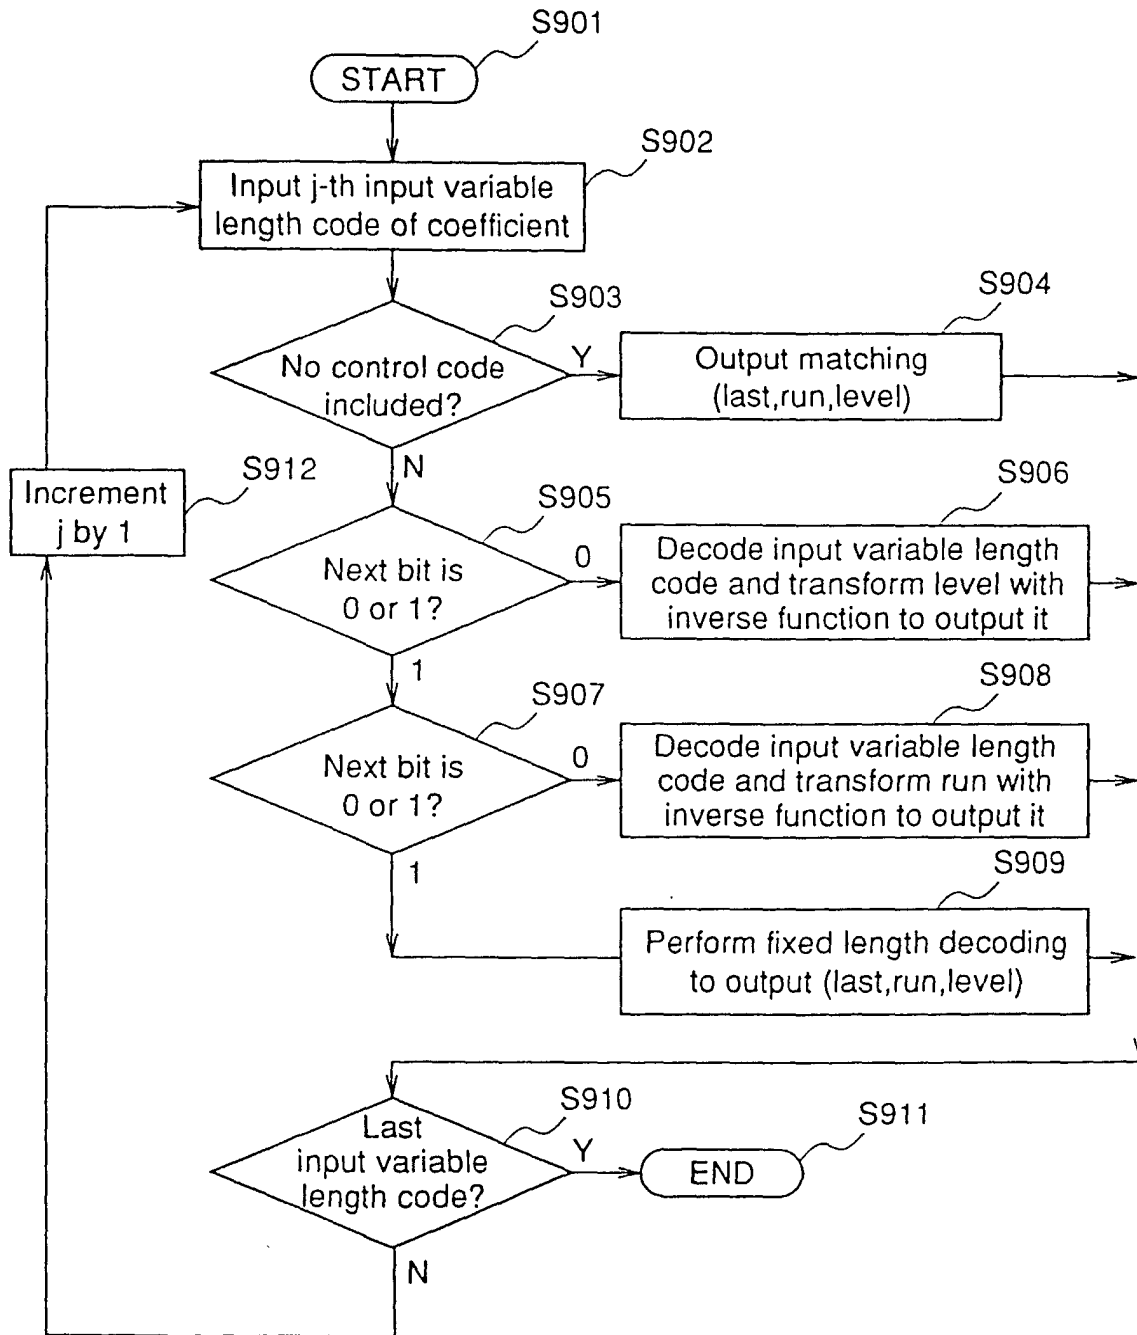 S901
START
S902
Input j-th input variable
length code of coefficient
S903
No control code
included?
Y
N
S904
Output matching
(last,run,level)
S912
Increment
j by 1
S905
Next bit is
0 or 1?
0
1
S906
Decode input variable length
code and transform level with
inverse function to output it
S907
Next bit is
0 or 1?
0
1
S908
Decode input variable length
code and transform run with
inverse function to output it
S909
Perform fixed length decoding
to output (last,run,level)
S910
Last
input variable
length code?
Y
N
S911
END